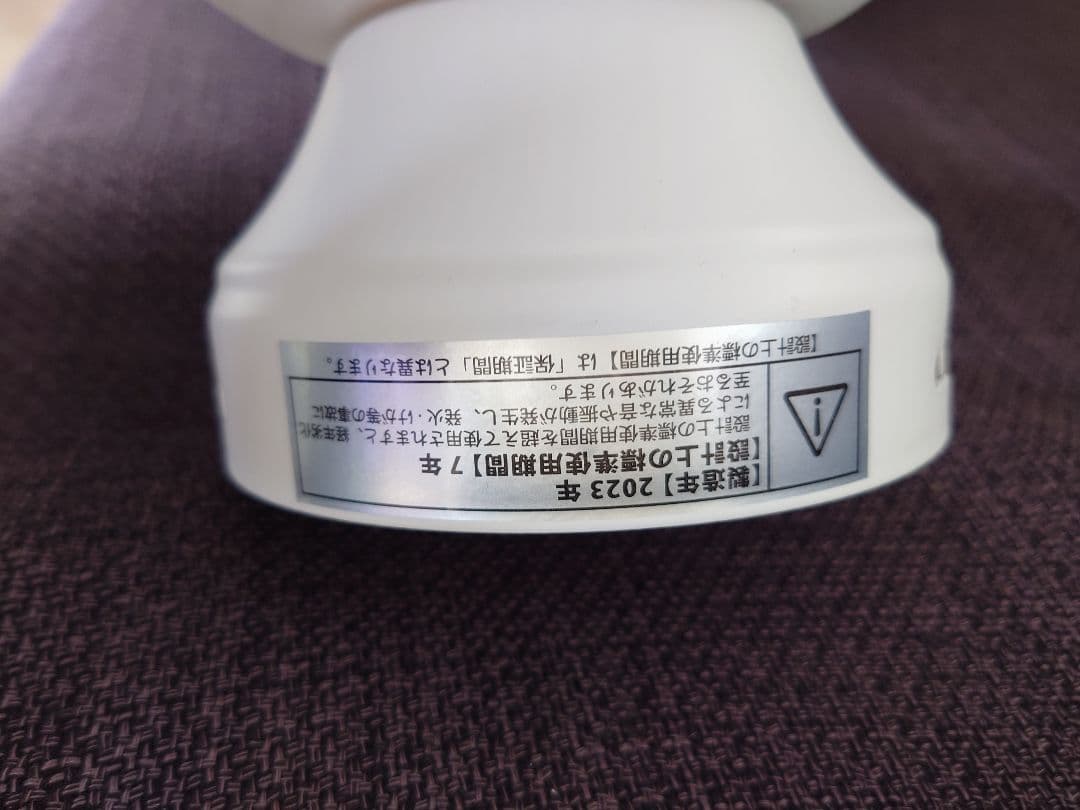 【製造年】2023年
【設計上の標準使用期間】7年
設計上の標準使用期間を超えて使用されますと、経年劣化
による異常な音や振動が発生し、発火・けが等の事故に
至るおそれがあります。
【設計上の標準使用期間】は「保証期間」とは異なります。